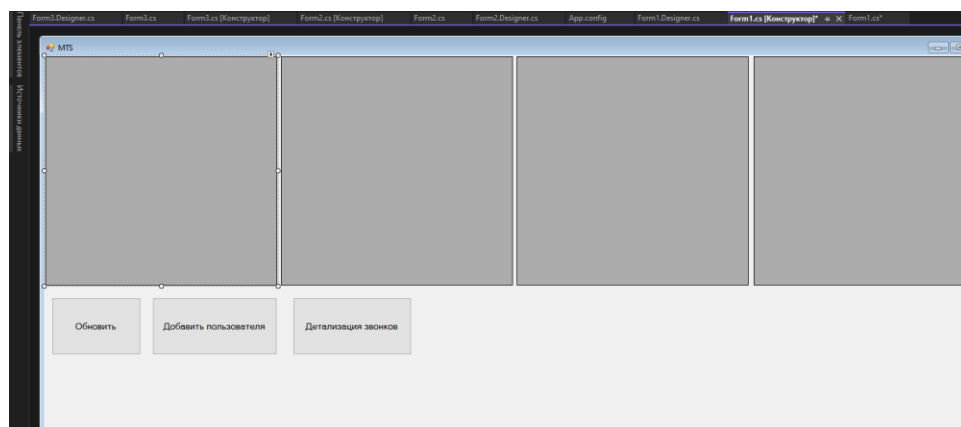 Form3.Designer.cs Form3.cs Form3.cs [Конструктор] Form2.cs [Конструктор] Form2.cs Form2.Designer.cs App.config Form1.Designer.cs Form1.cs [Конструктор]* Form1.cs*
Панель элементов
Источники данных
MTS
Обновить
Добавить пользователя
Детализация звонков